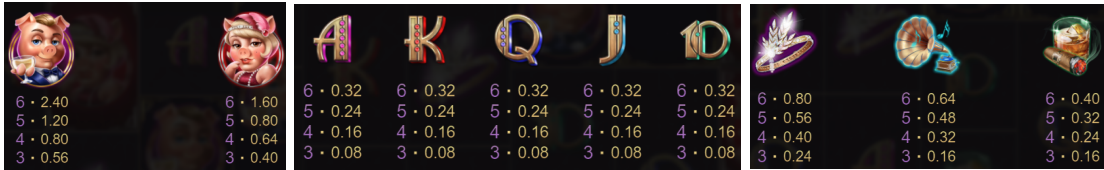 A K Q J 10
6 · 2.40 6 · 1.60
5 · 1.20 5 · 0.80
4 · 0.80 4 · 0.64
3 · 0.56 3 · 0.40
6 · 0.32 6 · 0.32 6 · 0.32 6 · 0.32 6 · 0.32
5 · 0.24 5 · 0.24 5 · 0.24 5 · 0.24 5 · 0.24
4 · 0.16 4 · 0.16 4 · 0.16 4 · 0.16 4 · 0.16
3 · 0.08 3 · 0.08 3 · 0.08 3 · 0.08 3 · 0.08
6 · 0.80 6 · 0.64 6 · 0.40
5 · 0.56 5 · 0.48 5 · 0.32
4 · 0.40 4 · 0.32 4 · 0.24
3 · 0.24 3 · 0.16 3 · 0.16